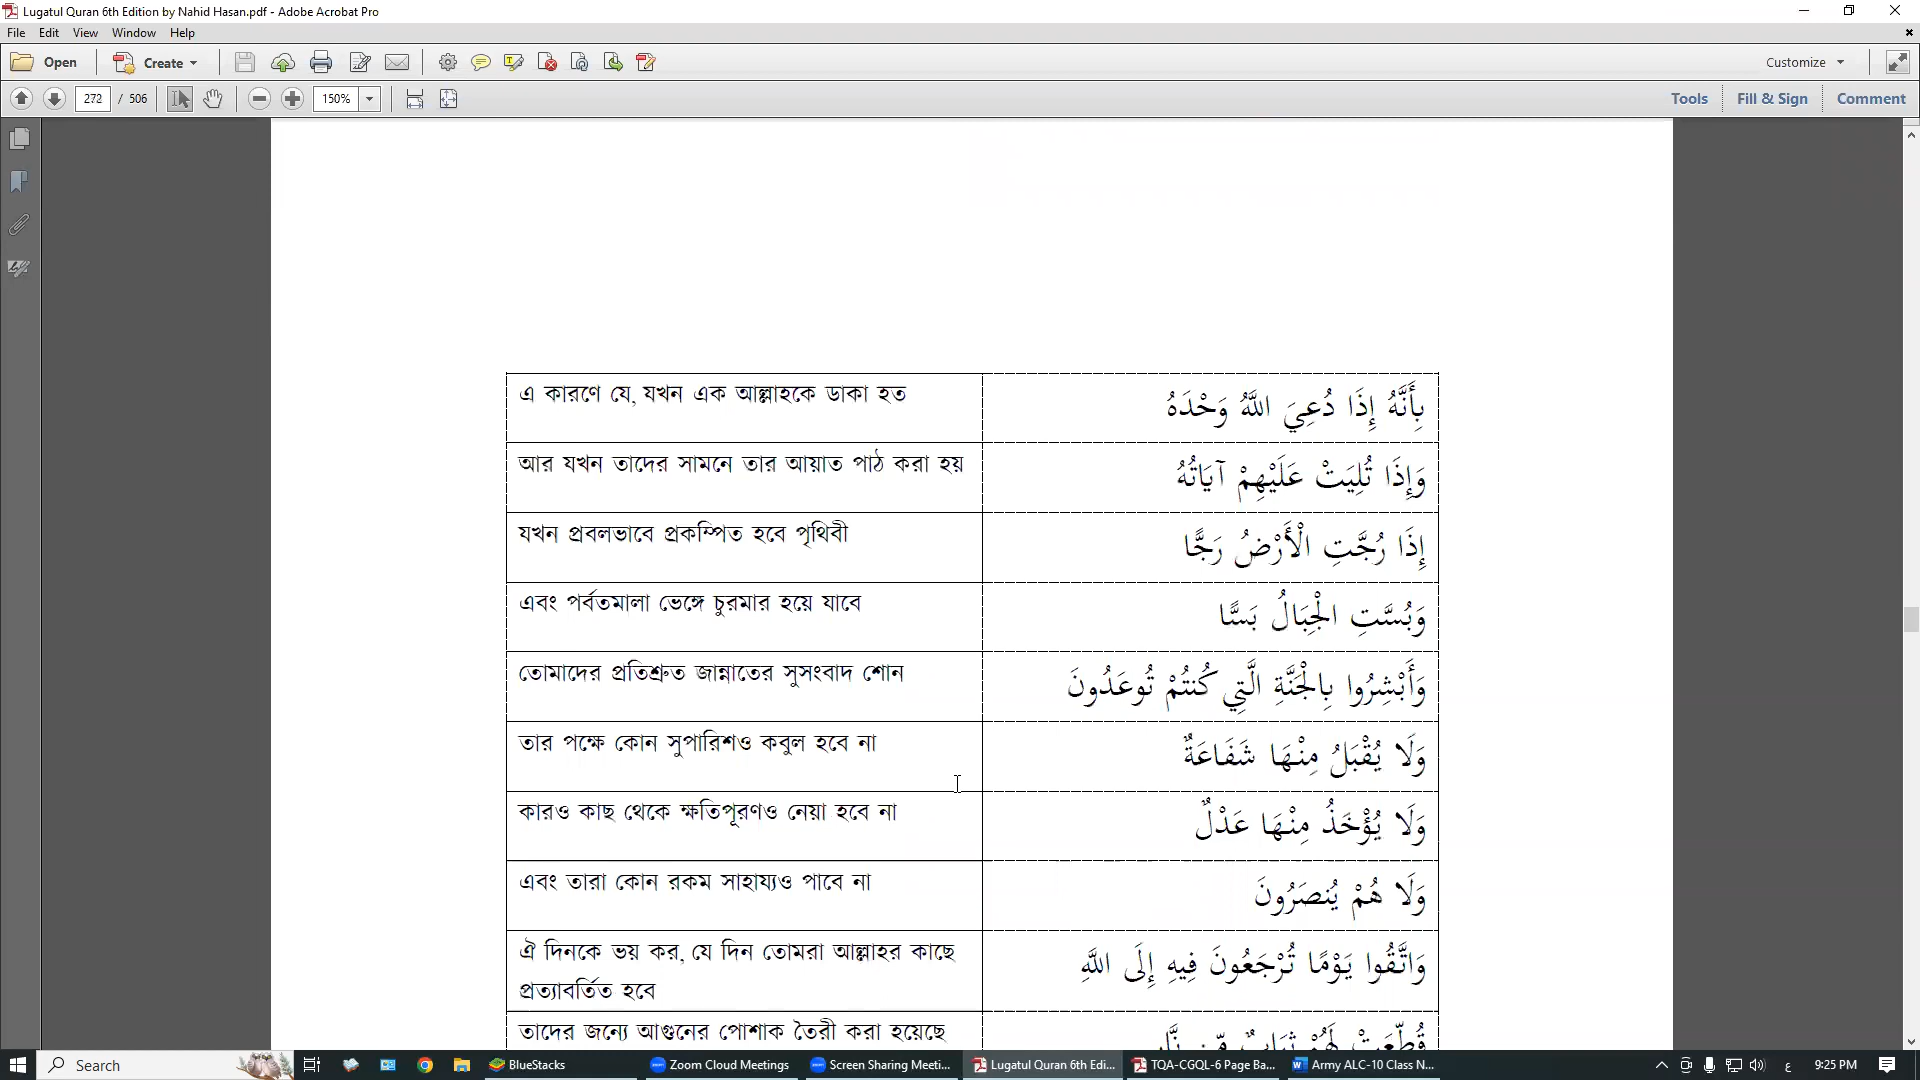 Lugatul Quran 6th Edition by Nahid Hasan.pdf - Adobe Acrobat Pro
File Edit View Window Help
Open Create Customize
272 / 506 150% Tools Fill & Sign Comment
এ কারণে যে, যখন এক আল্লাহকে ডাকা হত
بِأَنَّهُ إِذَا دُعِيَ اللَّهُ وَحْدَهُ
আর যখন তাদের সামনে তার আয়াত পাঠ করা হয়
وَإِذَا تُلِيَتْ عَلَيْهِمْ آيَاتُهُ
যখন প্রবলভাবে প্রকম্পিত হবে পৃথিবী
إِذَا رُجَّتِ الْأَرْضُ رَجًّا
এবং পর্বতমালা ভেঙ্গে চুরমার হয়ে যাবে
وَبُسَّتِ الْجِبَالُ بَسًّا
তোমাদের প্রতিশ্রুত জান্নাতের সুসংবাদ শোন
وَأَبْشِرُوا بِالْجَنَّةِ الَّتِي كُنتُمْ تُوعَدُونَ
তার পক্ষে কোন সুপারিশও কবুল হবে না
وَلَا يُقْبَلُ مِنْهَا شَفَاعَةٌ
কারও কাছ থেকে ক্ষতিপূরণও নেয়া হবে না
وَلَا يُؤْخَذُ مِنْهَا عَدْلٌ
এবং তারা কোন রকম সাহায্যও পাবে না
وَلَا هُمْ يُنصَرُونَ
ঐ দিনকে ভয় কর, যে দিন তোমরা আল্লাহর কাছে
প্রত্যাবর্তিত হবে
وَاتَّقُوا يَوْمًا تُرْجَعُونَ فِيهِ إِلَى اللَّهِ
তাদের জন্যে আগুনের পোশাক তৈরী করা হয়েছে
قُطِّعَتْ لَهُمْ ثِيَابٌ مِّن نَّارٍ
Search BlueStacks Zoom Cloud Meetings Screen Sharing Meeti... Lugatul Quran 6th Edi... TQA-CGQL-6 Page Ba... Army ALC-10 Class N... ع 9:25 PM